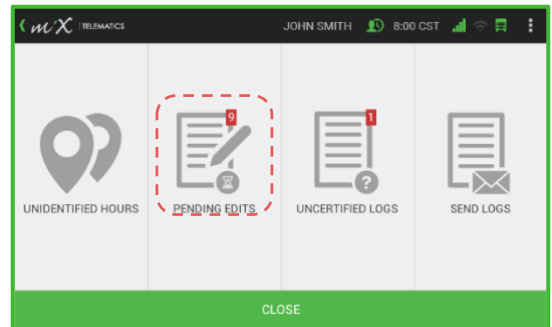 miX TELEMATICS JOHN SMITH 8:00 CST
9 1
?
UNIDENTIFIED HOURS PENDING EDITS UNCERTIFIED LOGS SEND LOGS
CLOSE